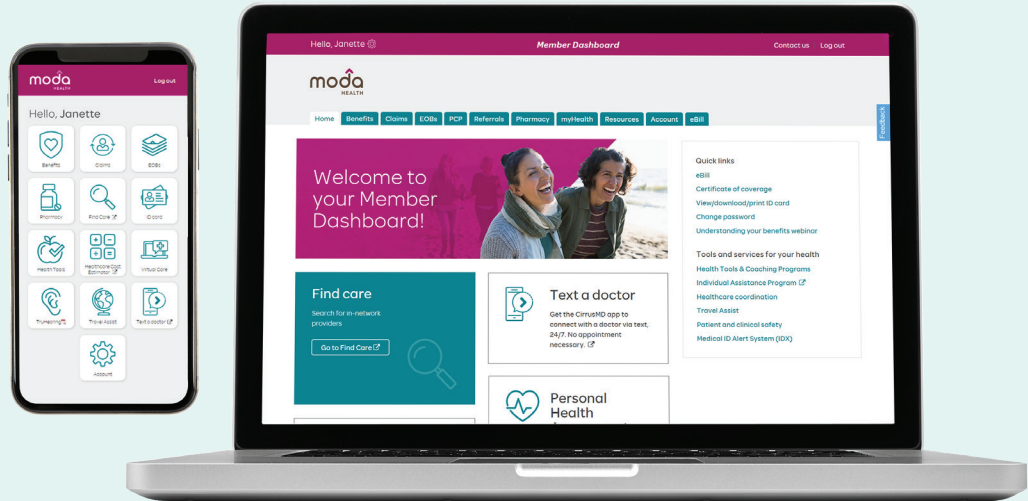 moda
HEALTH
Log out
Hello, Janette
Benefits
Claims
EOBs
Pharmacy
Find Care
ID card
Health Tools
Healthcare Cost
Estimator
Virtual Care
TruHearing
Travel Assist
Text a doctor
Account
Hello, Janette
Member Dashboard
Contact us
Log out
moda
HEALTH
Home
Benefits
Claims
EOBs
PCP
Referrals
Pharmacy
myHealth
Resources
Account
eBill
Feedback
Welcome to
your Member
Dashboard!
Find care
Search for in-network
providers
Go to Find Care
Text a doctor
Get the CirrusMD app to
connect with a doctor via text,
24/7. No appointment
necessary.
Personal
Health
Quick links
eBill
Certificate of coverage
View/download/print ID card
Change password
Understanding your benefits webinar
Tools and services for your health
Health Tools & Coaching Programs
Individual Assistance Program
Healthcare coordination
Travel Assist
Patient and clinical safety
Medical ID Alert System (IDX)